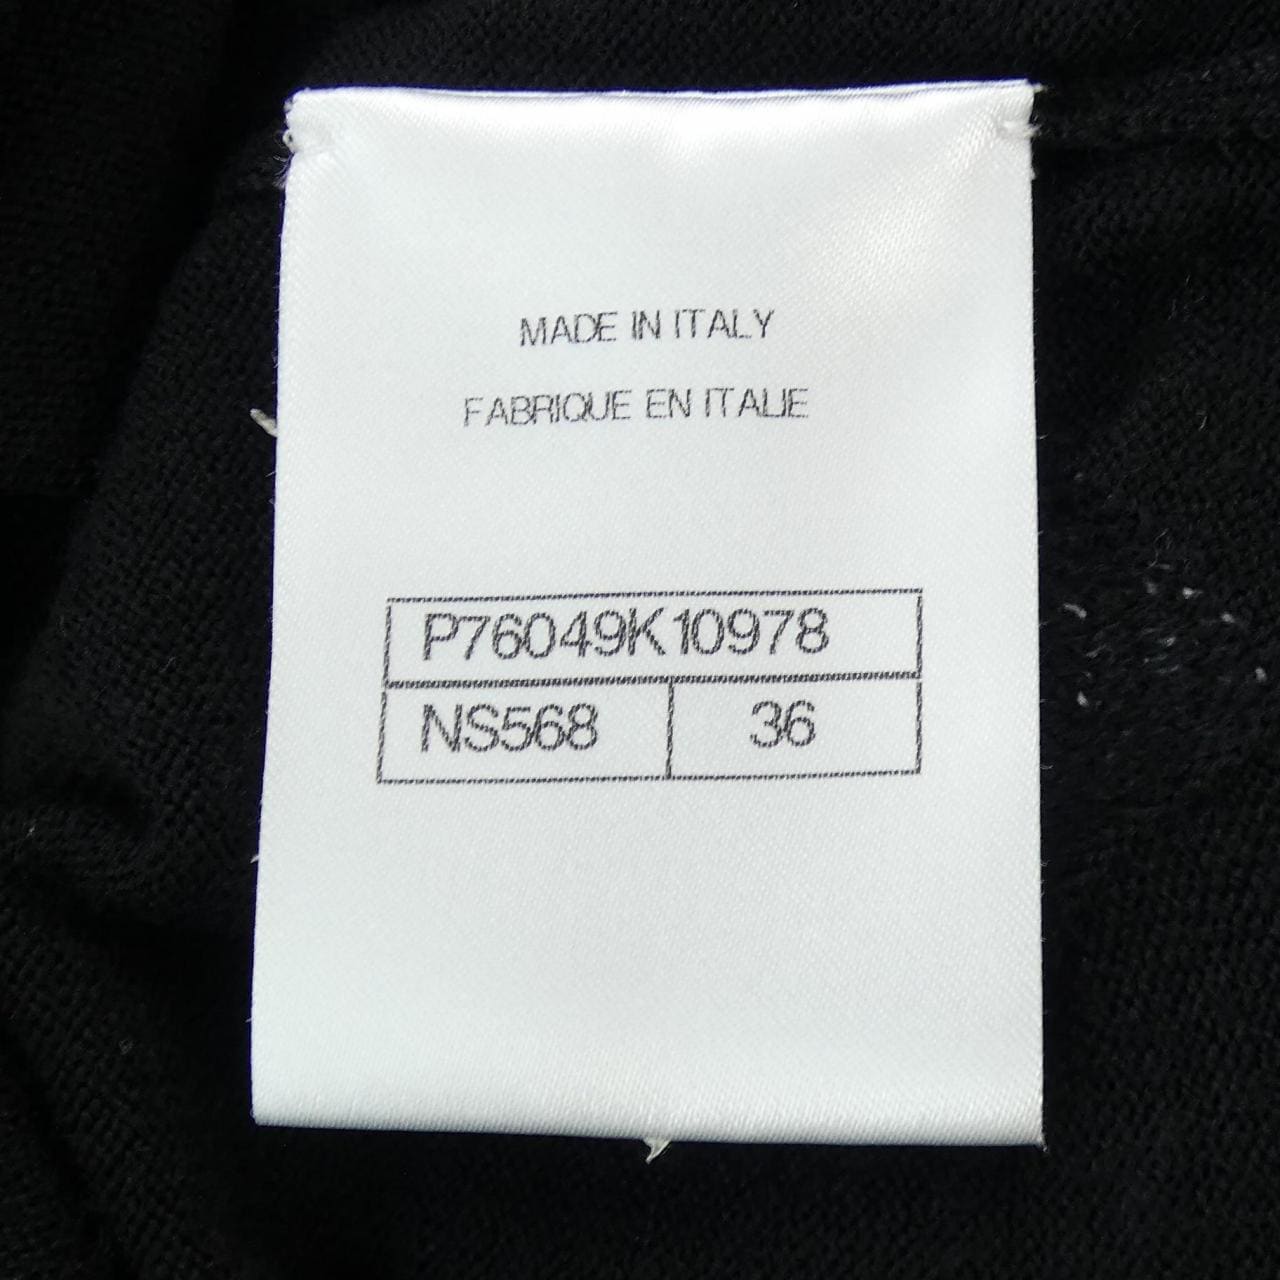 MADE IN ITALY
FABRIQUE EN ITALIE
P76049K10978
NS568 36